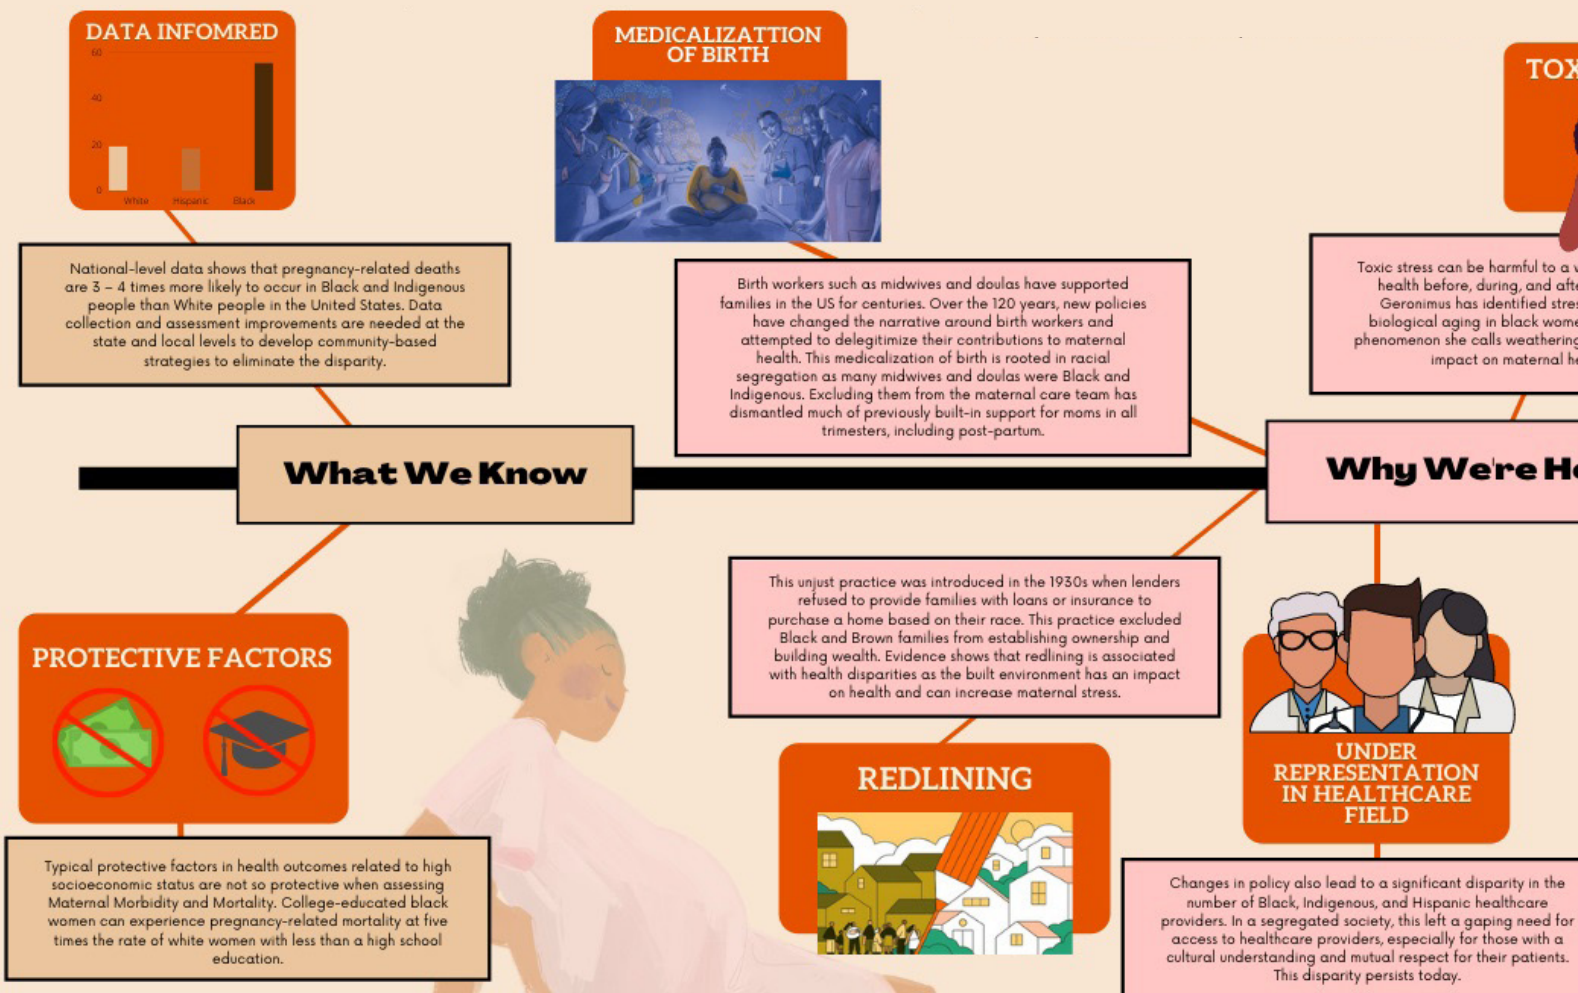 DATA INFOMRED
60
40
20
0
White
Hispanic
Black
National-level data shows that pregnancy-related deaths
are 3 – 4 times more likely to occur in Black and Indigenous
people than White people in the United States. Data
collection and assessment improvements are needed at the
state and local levels to develop community-based
strategies to eliminate the disparity.
What We Know
PROTECTIVE FACTORS
Typical protective factors in health outcomes related to high
socioeconomic status are not so protective when assessing
Maternal Morbidity and Mortality. College-educated black
women can experience pregnancy-related mortality at five
times the rate of white women with less than a high school
education.
MEDICALIZATTION
OF BIRTH
Birth workers such as midwives and doulas have supported
families in the US for centuries. Over the 120 years, new policies
have changed the narrative around birth workers and
attempted to delegitimize their contributions to maternal
health. This medicalization of birth is rooted in racial
segregation as many midwives and doulas were Black and
Indigenous. Excluding them from the maternal care team has
dismantled much of previously built-in support for moms in all
trimesters, including post-partum.
This unjust practice was introduced in the 1930s when lenders
refused to provide families with loans or insurance to
purchase a home based on their race. This practice excluded
Black and Brown families from establishing ownership and
building wealth. Evidence shows that redlining is associated
with health disparities as the built environment has an impact
on health and can increase maternal stress.
REDLINING
TOX
Toxic stress can be harmful to a
health before, during, and
Geronimus has identified
biological aging in black
phenomenon she calls weathering
impact on maternal
Why We're
UNDER
REPRESENTATION
IN HEALTHCARE
FIELD
Changes in policy also lead to a significant disparity in the
number of Black, Indigenous, and Hispanic healthcare
providers. In a segregated society, this left a gaping need for
access to healthcare providers, especially for those with a
cultural understanding and mutual respect for their patients.
This disparity persists today.